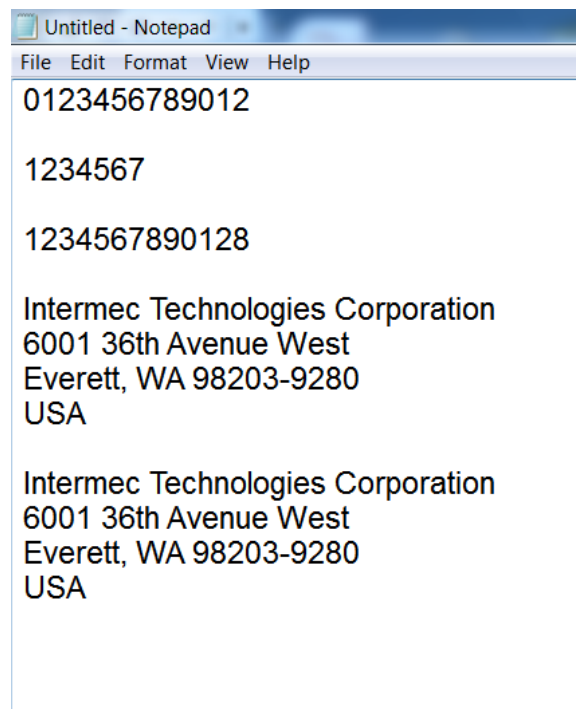 Untitled - Notepad
File Edit Format View Help
0123456789012
1234567
1234567890128
Intermec Technologies Corporation
6001 36th Avenue West
Everett, WA 98203-9280
USA
Intermec Technologies Corporation
6001 36th Avenue West
Everett, WA 98203-9280
USA